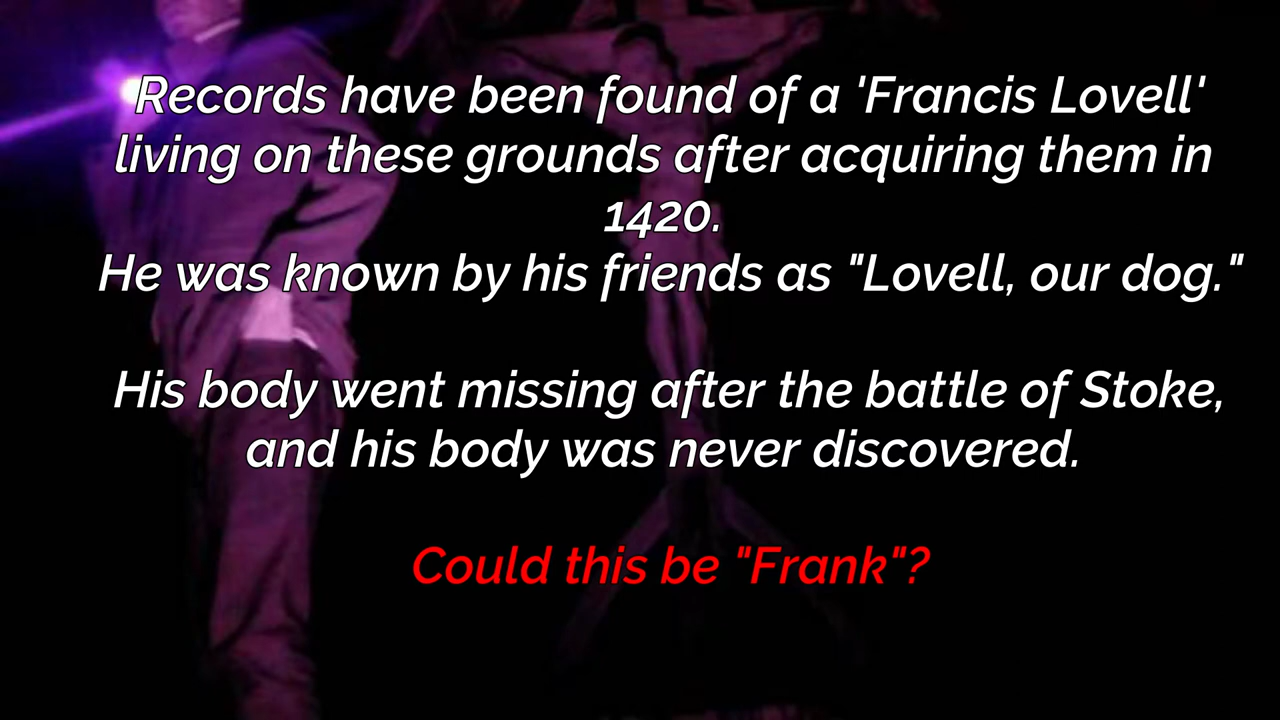 Records have been found of a 'Francis Lovell'
living on these grounds after acquiring them in
1420.
He was known by his friends as "Lovell, our dog."
His body went missing after the battle of Stoke,
and his body was never discovered.
Could this be "Frank"?